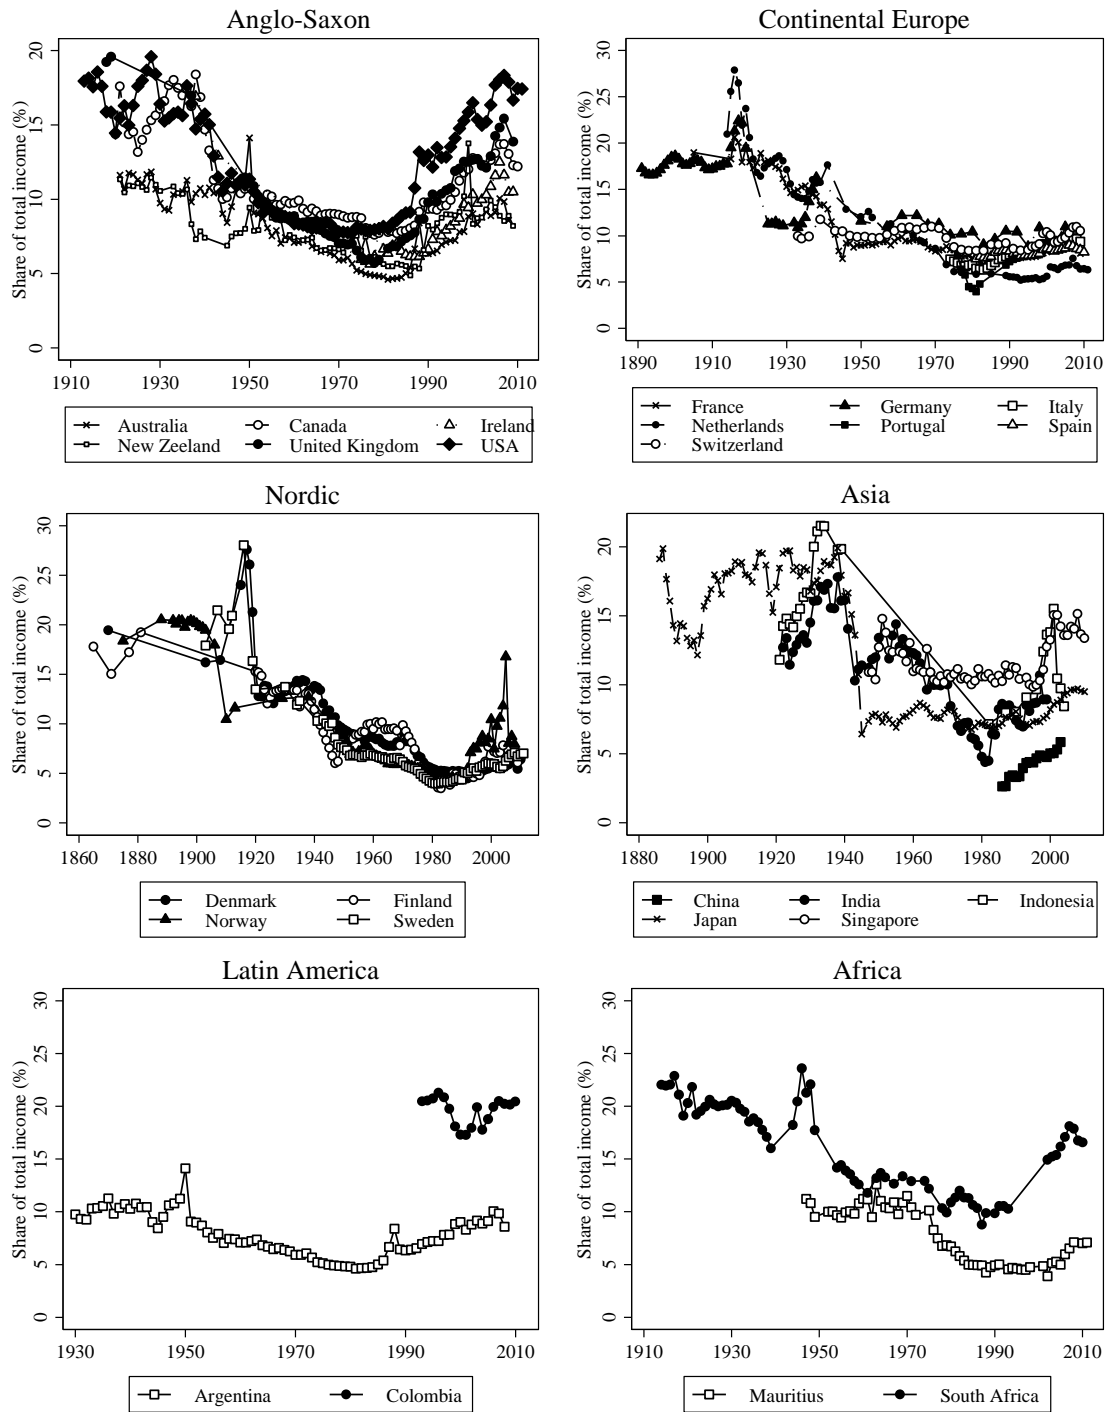 Anglo-Saxon
Share of total income (%)
0 5 10 15 20
1910 1930 1950 1970 1990 2010
Australia Canada Ireland
New Zeeland United Kingdom USA
Continental Europe
Share of total income (%)
0 5 10 15 20 25 30
1890 1910 1930 1950 1970 1990 2010
France Germany Italy
Netherlands Portugal Spain
Switzerland
Nordic
Share of total income (%)
0 5 10 15 20 25 30
1860 1880 1900 1920 1940 1960 1980 2000
Denmark Finland
Norway Sweden
Asia
Share of total income (%)
0 5 10 15 20
1880 1900 1920 1940 1960 1980 2000
China India Indonesia
Japan Singapore
Latin America
Share of total income (%)
0 5 10 15 20 25 30
1930 1950 1970 1990 2010
Argentina Colombia
Africa
Share of total income (%)
0 5 10 15 20 25 30
1910 1930 1950 1970 1990 2010
Mauritius South Africa